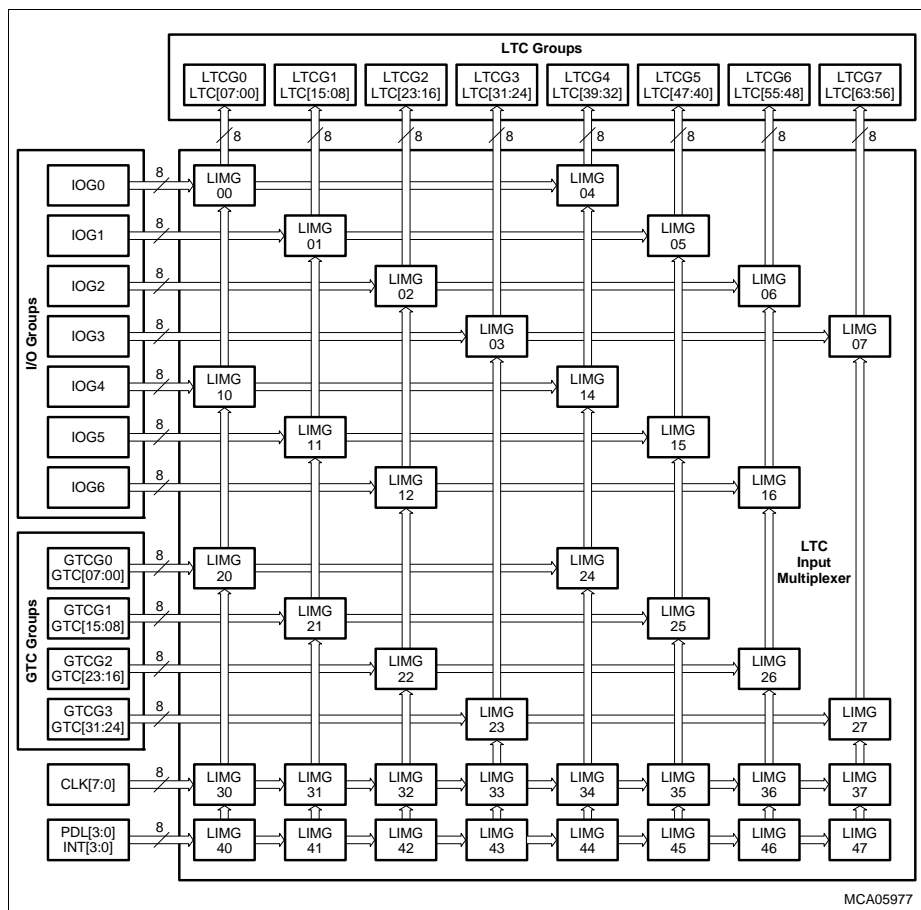 LTC Groups
LTCG0 LTCG1 LTCG2 LTCG3 LTCG4 LTCG5 LTCG6 LTCG7
LTC[07:00] LTC[15:08] LTC[23:16] LTC[31:24] LTC[39:32] LTC[47:40] LTC[55:48] LTC[63:56]
8 8 8 8 8 8 8 8
I/O Groups
IOG0 8 LIMG 00 LIMG 04
IOG1 8 LIMG 01 LIMG 05
IOG2 8 LIMG 02 LIMG 06
IOG3 8 LIMG 03 LIMG 07
IOG4 8 LIMG 10 LIMG 14
IOG5 8 LIMG 11 LIMG 15
IOG6 8 LIMG 12 LIMG 16
GTC Groups
GTCG0 GTC[07:00] 8 LIMG 20 LIMG 24
LTC
Input
Multiplexer
GTCG1 GTC[15:08] 8 LIMG 21 LIMG 25
GTCG2 GTC[23:16] 8 LIMG 22 LIMG 26
GTCG3 GTC[31:24] 8 LIMG 23 LIMG 27
CLK[7:0] 8 LIMG 30 LIMG 31 LIMG 32 LIMG 33 LIMG 34 LIMG 35 LIMG 36 LIMG 37
PDL[3:0] INT[3:0] 8 LIMG 40 LIMG 41 LIMG 42 LIMG 43 LIMG 44 LIMG 45 LIMG 46 LIMG 47
MCA05977